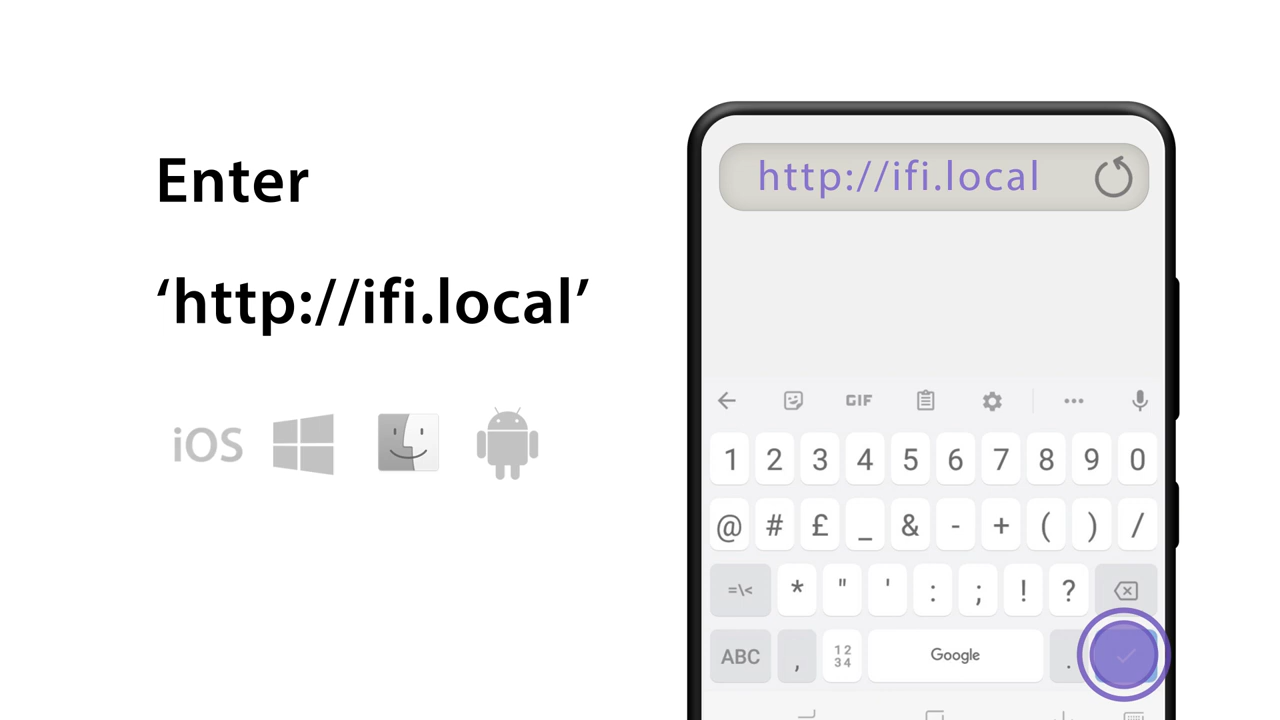 Enter
‘http://ifi.local’
iOS
http://ifi.local
GIF
1 2 3 4 5 6 7 8 9 0
@ # £ _ & - + ( ) /
=\< * " ' : ; ! ?
ABC , 12 34 Google .